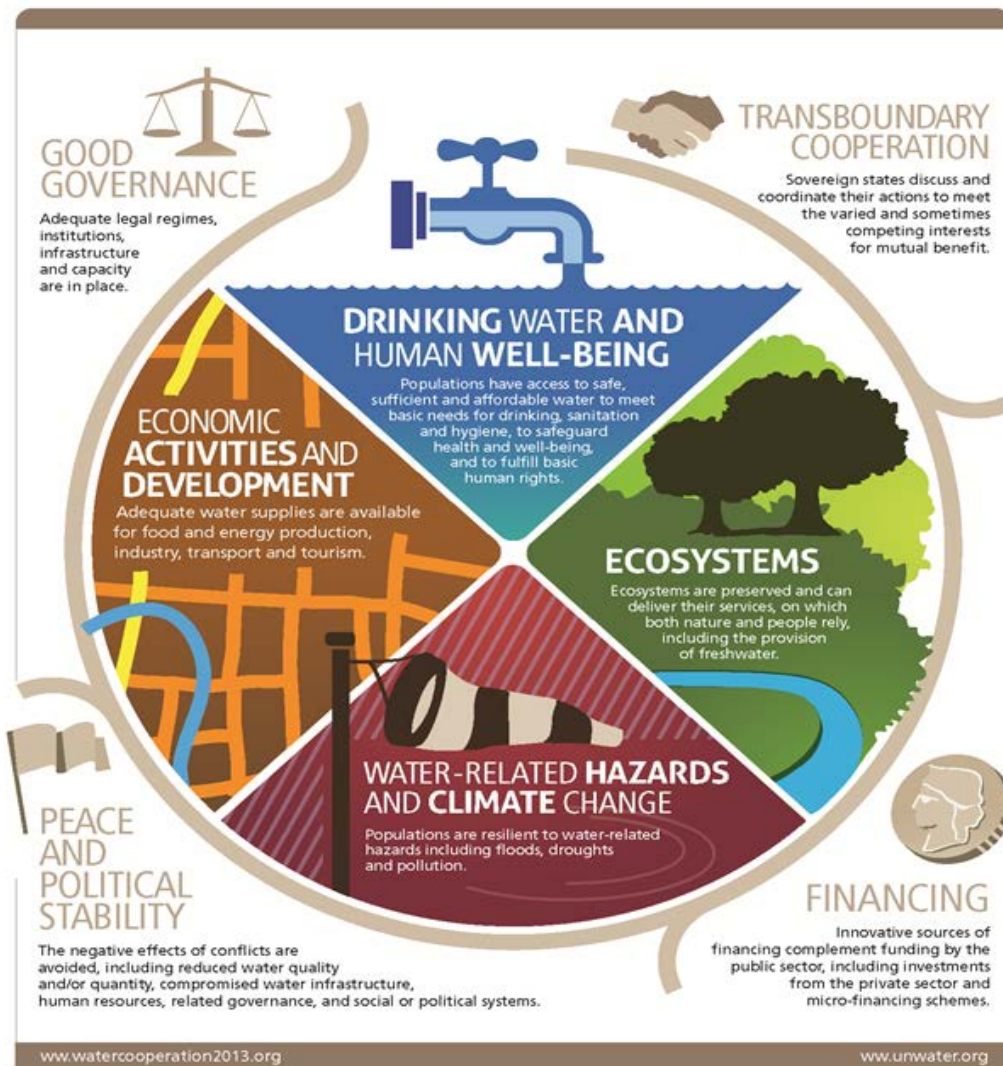 GOOD
GOVERNANCE
Adequate legal regimes,
institutions,
infrastructure
and capacity
are in place.
TRANSBOUNDARY
COOPERATION
Sovereign states discuss and
coordinate their actions to meet
the varied and sometimes
competing interests
for mutual benefit.
DRINKING WATER AND
HUMAN WELL-BEING
Populations have access to safe,
sufficient and affordable water to meet
basic needs for drinking, sanitation
and hygiene, to safeguard
health and well-being,
and to fulfill basic
human rights.
ECONOMIC
ACTIVITIES AND
DEVELOPMENT
Adequate water supplies are available
for food and energy production,
industry, transport and tourism.
ECOSYSTEMS
Ecosystems are preserved and can
deliver their services, on which
both nature and people rely,
including the provision
of freshwater.
WATER-RELATED HAZARDS
AND CLIMATE CHANGE
Populations are resilient to water-related
hazards including floods, droughts
and pollution.
PEACE
AND
POLITICAL
STABILITY
The negative effects of conflicts are
avoided, including reduced water quality
and/or quantity, compromised water infrastructure,
human resources, related governance, and social or political systems.
FINANCING
Innovative sources of
financing complement funding by the
public sector, including investments
from the private sector and
micro-financing schemes.
ww.watercooperation2013.org
ww.unwater.org